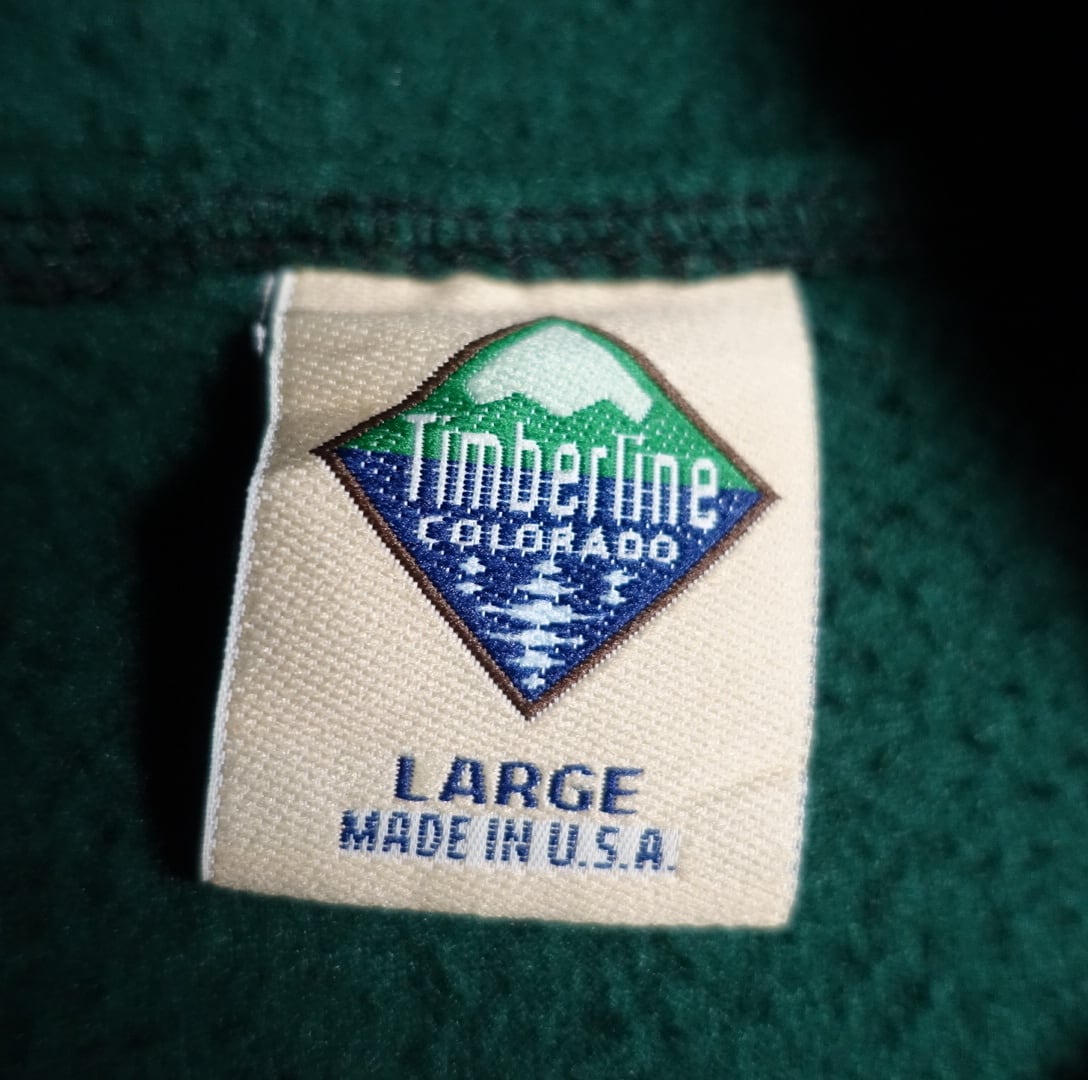 Timberline
COLORADO
LARGE
MADE IN U.S.A.